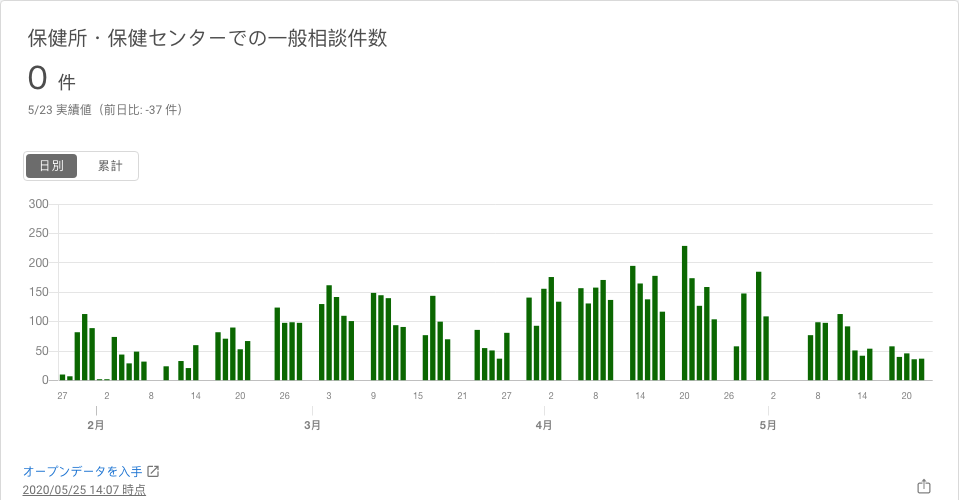 保健所・保健センターでの一般相談件数
0 件
5/23 実績値（前日比: -37 件）
日別 累計
300
250
200
150
100
50
0
27 2 8 14 20 26 3 9 15 21 27 2 8 14 20 26 2 8 14 20
2月 3月 4月 5月
オープンデータを入手
2020/05/25 14:07 時点